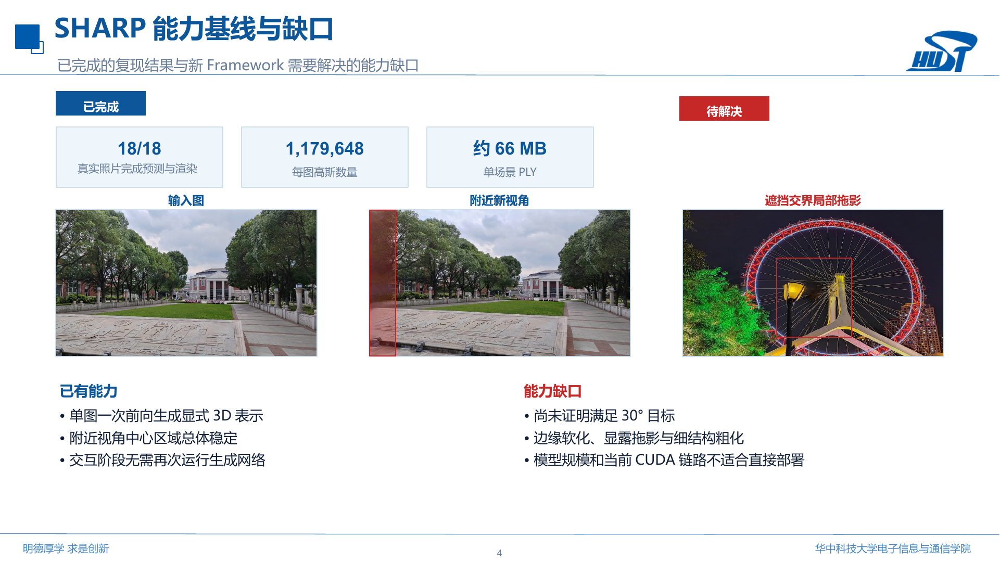 SHARP 能力基线与缺口
已完成的复现结果与新 Framework 需要解决的能力缺口
HUST
已完成
待解决
18/18
真实照片完成预测与渲染
1,179,648
每图高斯数量
约 66 MB
单场景 PLY
输入图
附近新视角
遮挡交界局部拖影
已有能力
• 单图一次前向生成显式 3D 表示
• 附近视角中心区域总体稳定
• 交互阶段无需再次运行生成网络
能力缺口
• 尚未证明满足 30° 目标
• 边缘软化、显露拖影与细结构粗化
• 模型规模和当前 CUDA 链路不适合直接部署
明德厚学 求是创新
4
华中科技大学电子信息与通信学院